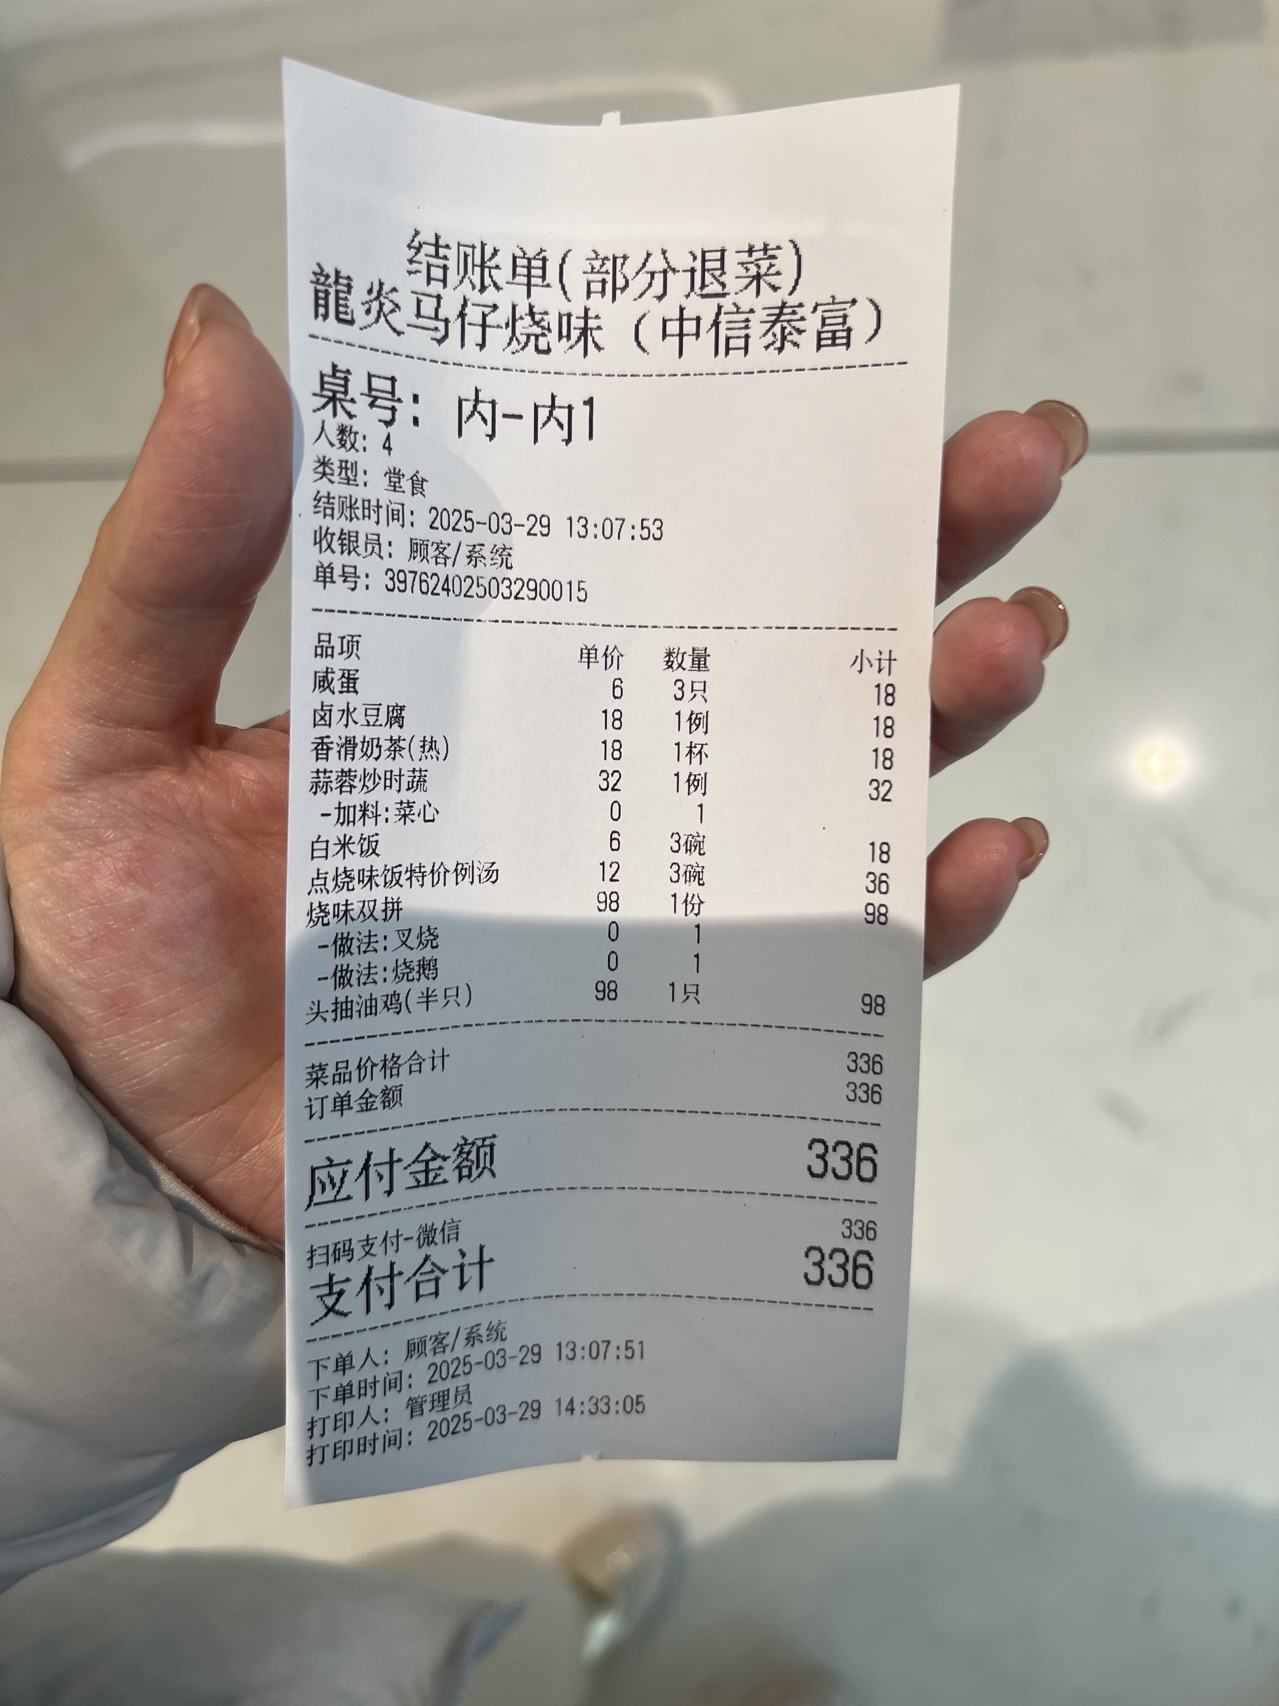 结账单(部分退菜)
龍炎马仔烧味（中信泰富）
桌号: 内-内1
人数: 4
类型: 堂食
结账时间: 2025-03-29 13:07:53
收银员: 顾客/系统
单号: 39762402503290015
品项 单价 数量 小计
咸蛋 6 3只 18
卤水豆腐 18 1例 18
香滑奶茶(热) 18 1杯 18
蒜蓉炒时蔬 32 1例 32
-加料:菜心 0 1
白米饭 6 3碗 18
点烧味饭特价例汤 12 3碗 36
烧味双拼 98 1份 98
-做法:叉烧 0 1
-做法:烧鹅 0 1
头抽油鸡(半只) 98 1只 98
菜品价格合计 336
订单金额 336
应付金额 336
扫码支付-微信 336
支付合计 336
下单人: 顾客/系统
下单时间: 2025-03-29 13:07:51
打印人: 管理员
打印时间: 2025-03-29 14:33:05